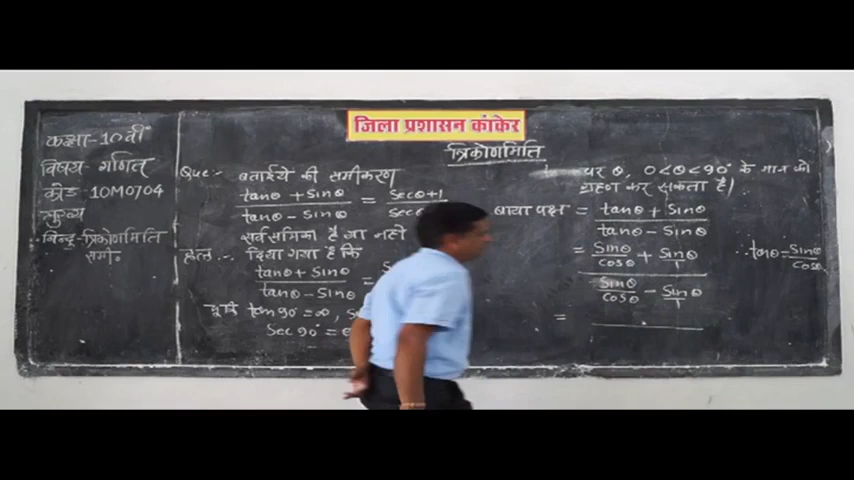 जिला प्रशासन कांकेर
त्रिकोणमिति
कक्षा-10वीं
विषय- गणित
कोड- 10M0704
मुख्य
बिन्दु-त्रिकोणमिति
समी०
Que:- बताईये की समीकरण
tanθ + sinθ / tanθ - sinθ = secθ+1 / secθ
सर्वसमिका है या नही
हल :- दिया गया है कि
tanθ + sinθ / tanθ - sinθ =
चूंकि tan 90° = ∞,
sec 90° =
पर θ, 0<θ<90° के मान को
ग्रहण कर सकता है।
बाया पक्ष = tanθ + sinθ / tanθ - sinθ
= sinθ/cosθ + sinθ/1 / sinθ/cosθ - sinθ/1
∵ tanθ = sinθ/cosθ
=